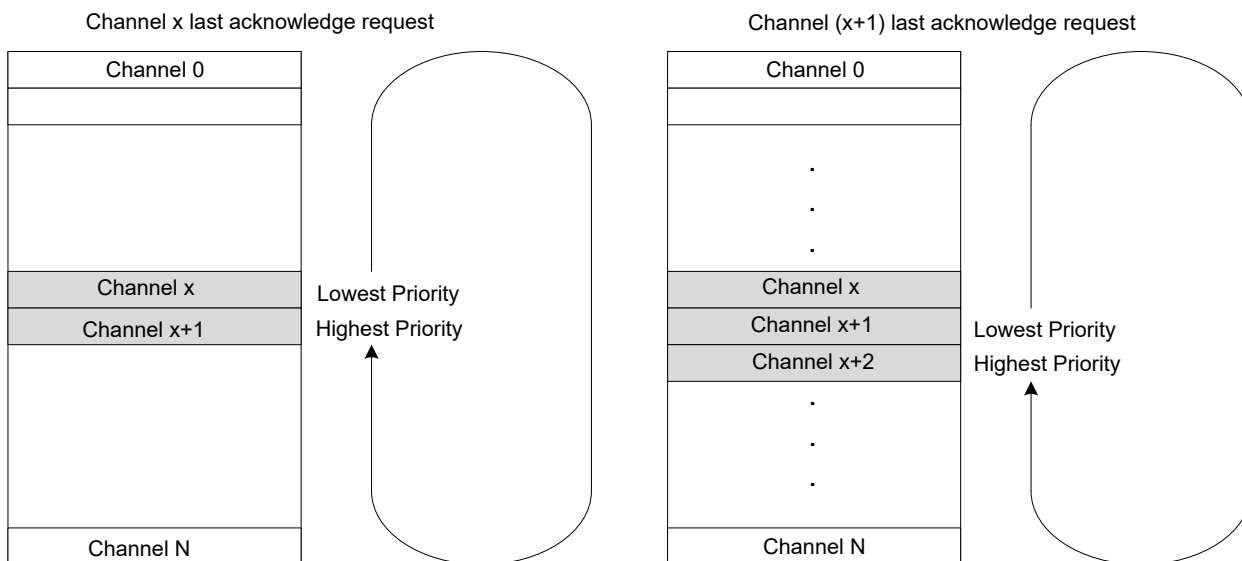 Channel x last acknowledge request
Channel 0
Channel x
Lowest Priority
Channel x+1
Highest Priority
Channel N
Channel (x+1) last acknowledge request
Channel 0
.
.
.
Channel x
Channel x+1
Lowest Priority
Channel x+2
Highest Priority
.
.
.
Channel N